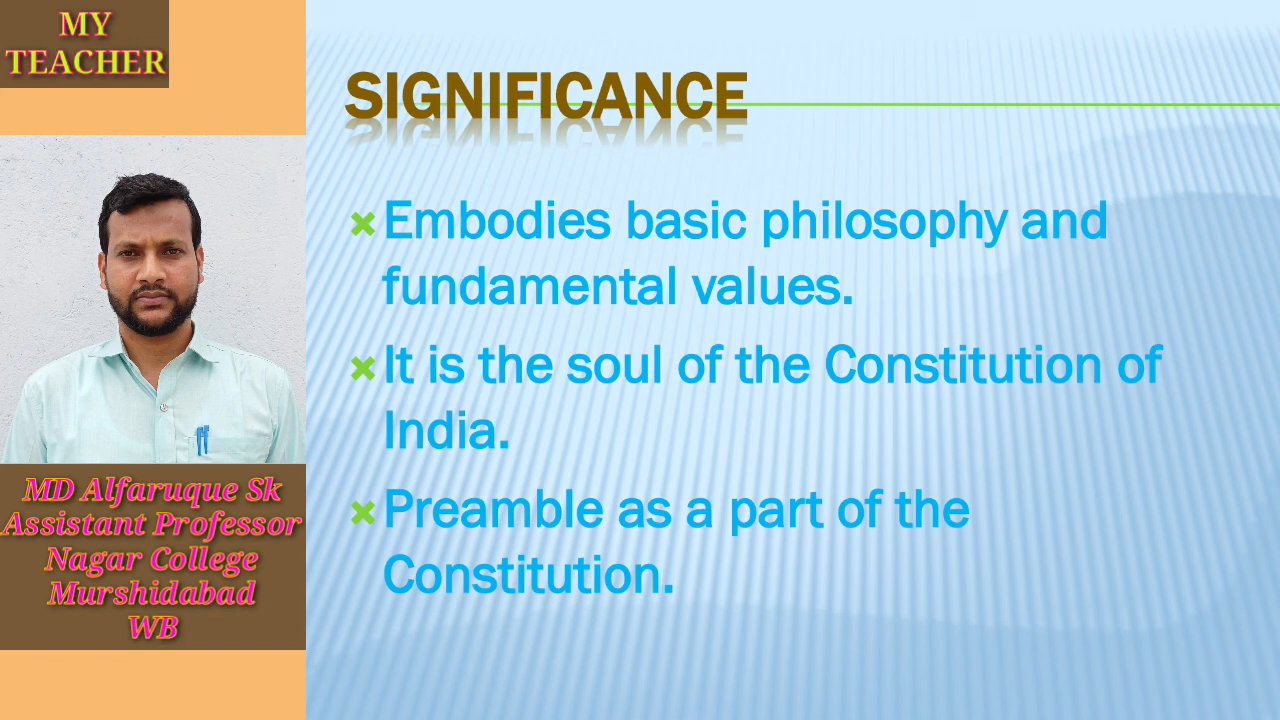 MY
TEACHER
MD Alfaruque Sk
Assistant Professor
Nagar College
Murshidabad
WB
SIGNIFICANCE
Embodies basic philosophy and
fundamental values.
It is the soul of the Constitution of
India.
Preamble as a part of the
Constitution.